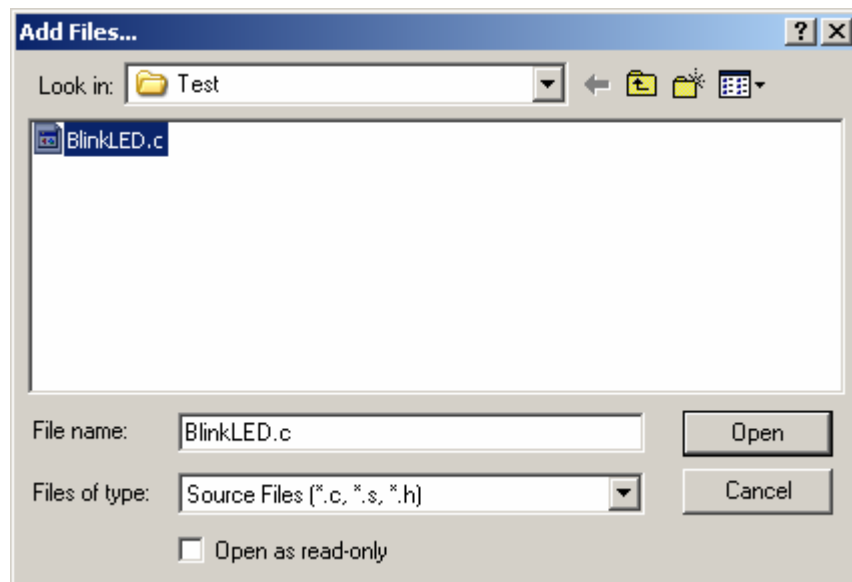 Add Files...
Look in: Test
BlinkLED.c
File name: BlinkLED.c Open
Files of type: Source Files (*.c, *.s, *.h) Cancel
Open as read-only